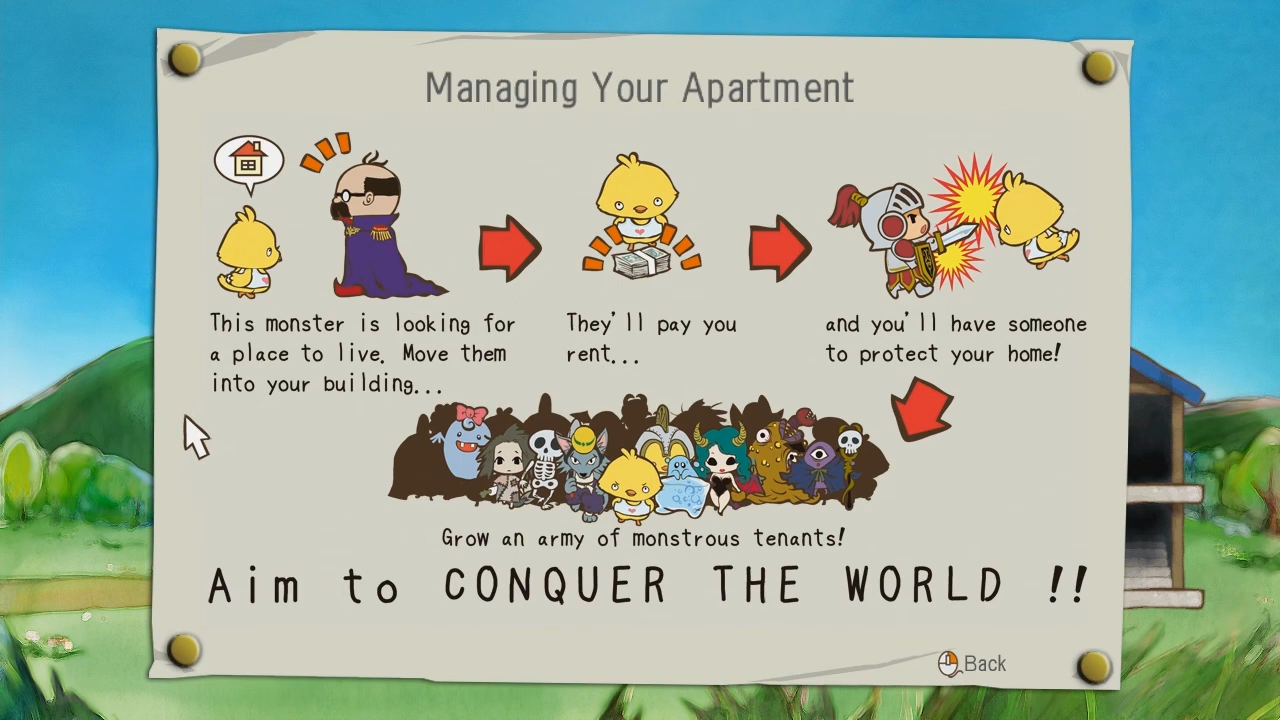 Managing Your Apartment
This monster is looking for
a place to live. Move them
into your building...
They'll pay you
rent...
and you'll have someone
to protect your home!
Grow an army of monstrous tenants!
Aim to CONQUER THE WORLD !!
Back